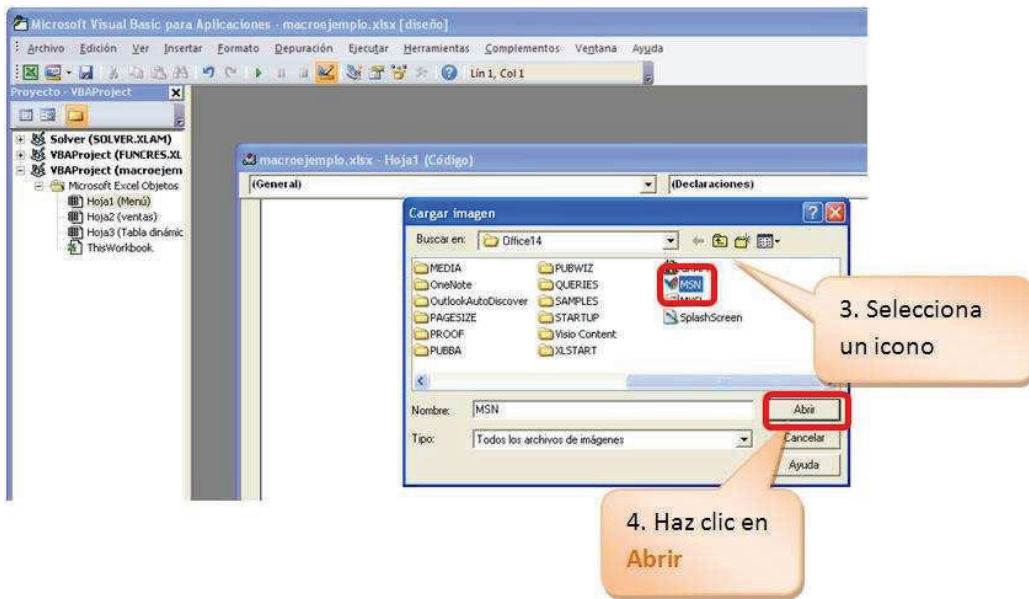 Microsoft Visual Basic para Aplicaciones - macroejemplo.xlsx [diseño]
Archivo Edición Ver Insertar Formato Depuración Ejecutar Herramientas Complementos Ventana Ayuda
Lín 1, Col 1
Proyecto - VBAProject
Solver (SOLVER.XLAM)
VBAProject (FUNCRES.XL
VBAProject (macroejem
Microsoft Excel Objetos
Hoja1 (Menú)
Hoja2 (ventas)
Hoja3 (Tabla dinámic
ThisWorkbook
macroejemplo.xlsx - Hoja1 (Código)
(General)
(Declaraciones)
Cargar imagen
Buscar en:
Office14
MEDIA
OneNote
OutlookAutoDiscover
PAGESIZE
PROOF
PUBBA
PUBWIZ
QUERIES
SAMPLES
STARTUP
Visio Content
XLSTART
MSN
SplashScreen
Nombre:
MSN
Abrir
Tipo:
Todos los archivos de imágenes
Cancelar
Ayuda
3. Selecciona
un icono
4. Haz clic en
Abrir